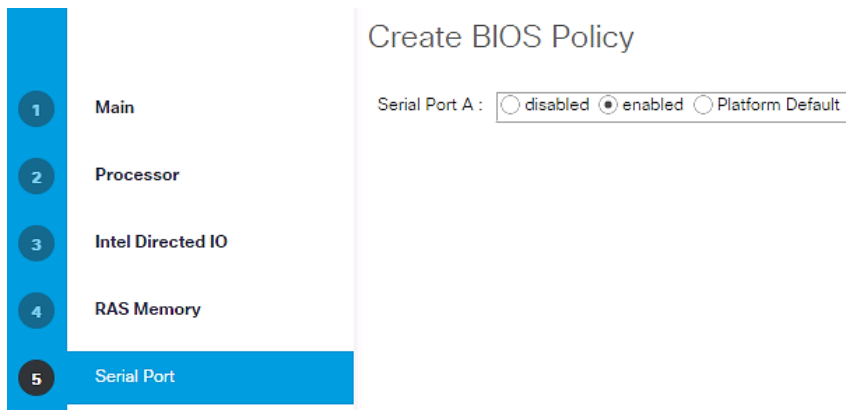 Create BIOS Policy
Serial Port A : disabled enabled Platform Default
1 Main
2 Processor
3 Intel Directed IO
4 RAS Memory
5 Serial Port